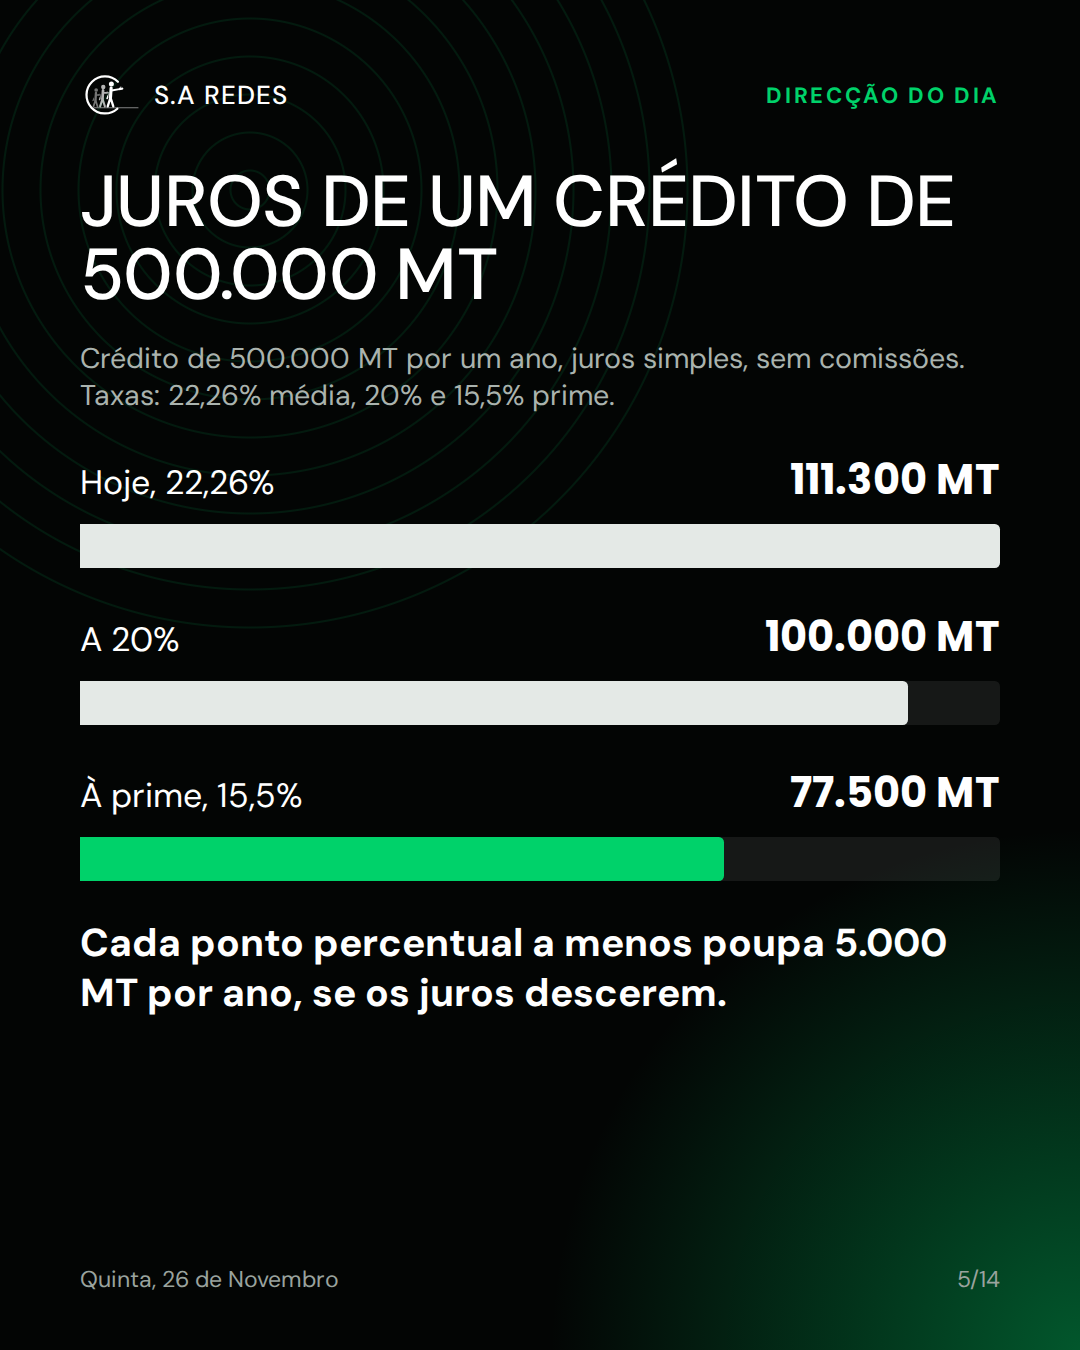 S.A REDES
DIRECÇÃO DO DIA
JUROS DE UM CRÉDITO DE
500.000 MT
Crédito de 500.000 MT por um ano, juros simples, sem comissões.
Taxas: 22,26% média, 20% e 15,5% prime.
Hoje, 22,26%
111.300 MT
A 20%
100.000 MT
À prime, 15,5%
77.500 MT
Cada ponto percentual a menos poupa 5.000
MT por ano, se os juros descerem.
Quinta, 26 de Novembro
5/14